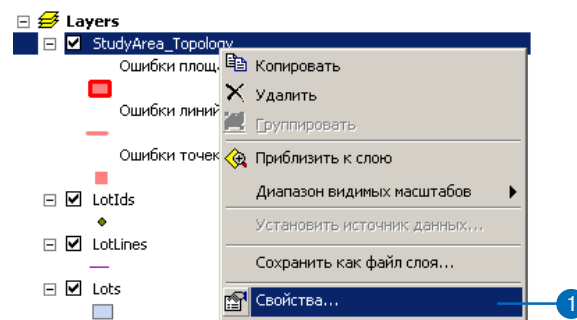 Layers
StudyArea_Topology
Ошибки площ
Копировать
Удалить
Ошибки линий
Группировать
Ошибки точек
Приблизить к слою
Диапазон видимых масштабов
LotIds
Установить источник данных...
LotLines
Сохранить как файл слоя...
Lots
Свойства...
1